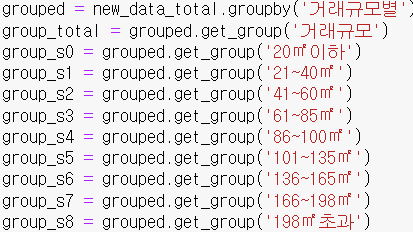 grouped = new_data_total.groupby('거래규모별')
group_total = grouped.get_group('거래규모')
group_s0 = grouped.get_group('20㎡이하')
group_s1 = grouped.get_group('21~40㎡')
group_s2 = grouped.get_group('41~60㎡')
group_s3 = grouped.get_group('61~85㎡')
group_s4 = grouped.get_group('86~100㎡')
group_s5 = grouped.get_group('101~135㎡')
group_s6 = grouped.get_group('136~165㎡')
group_s7 = grouped.get_group('166~198㎡')
group_s8 = grouped.get_group('198㎡초과')